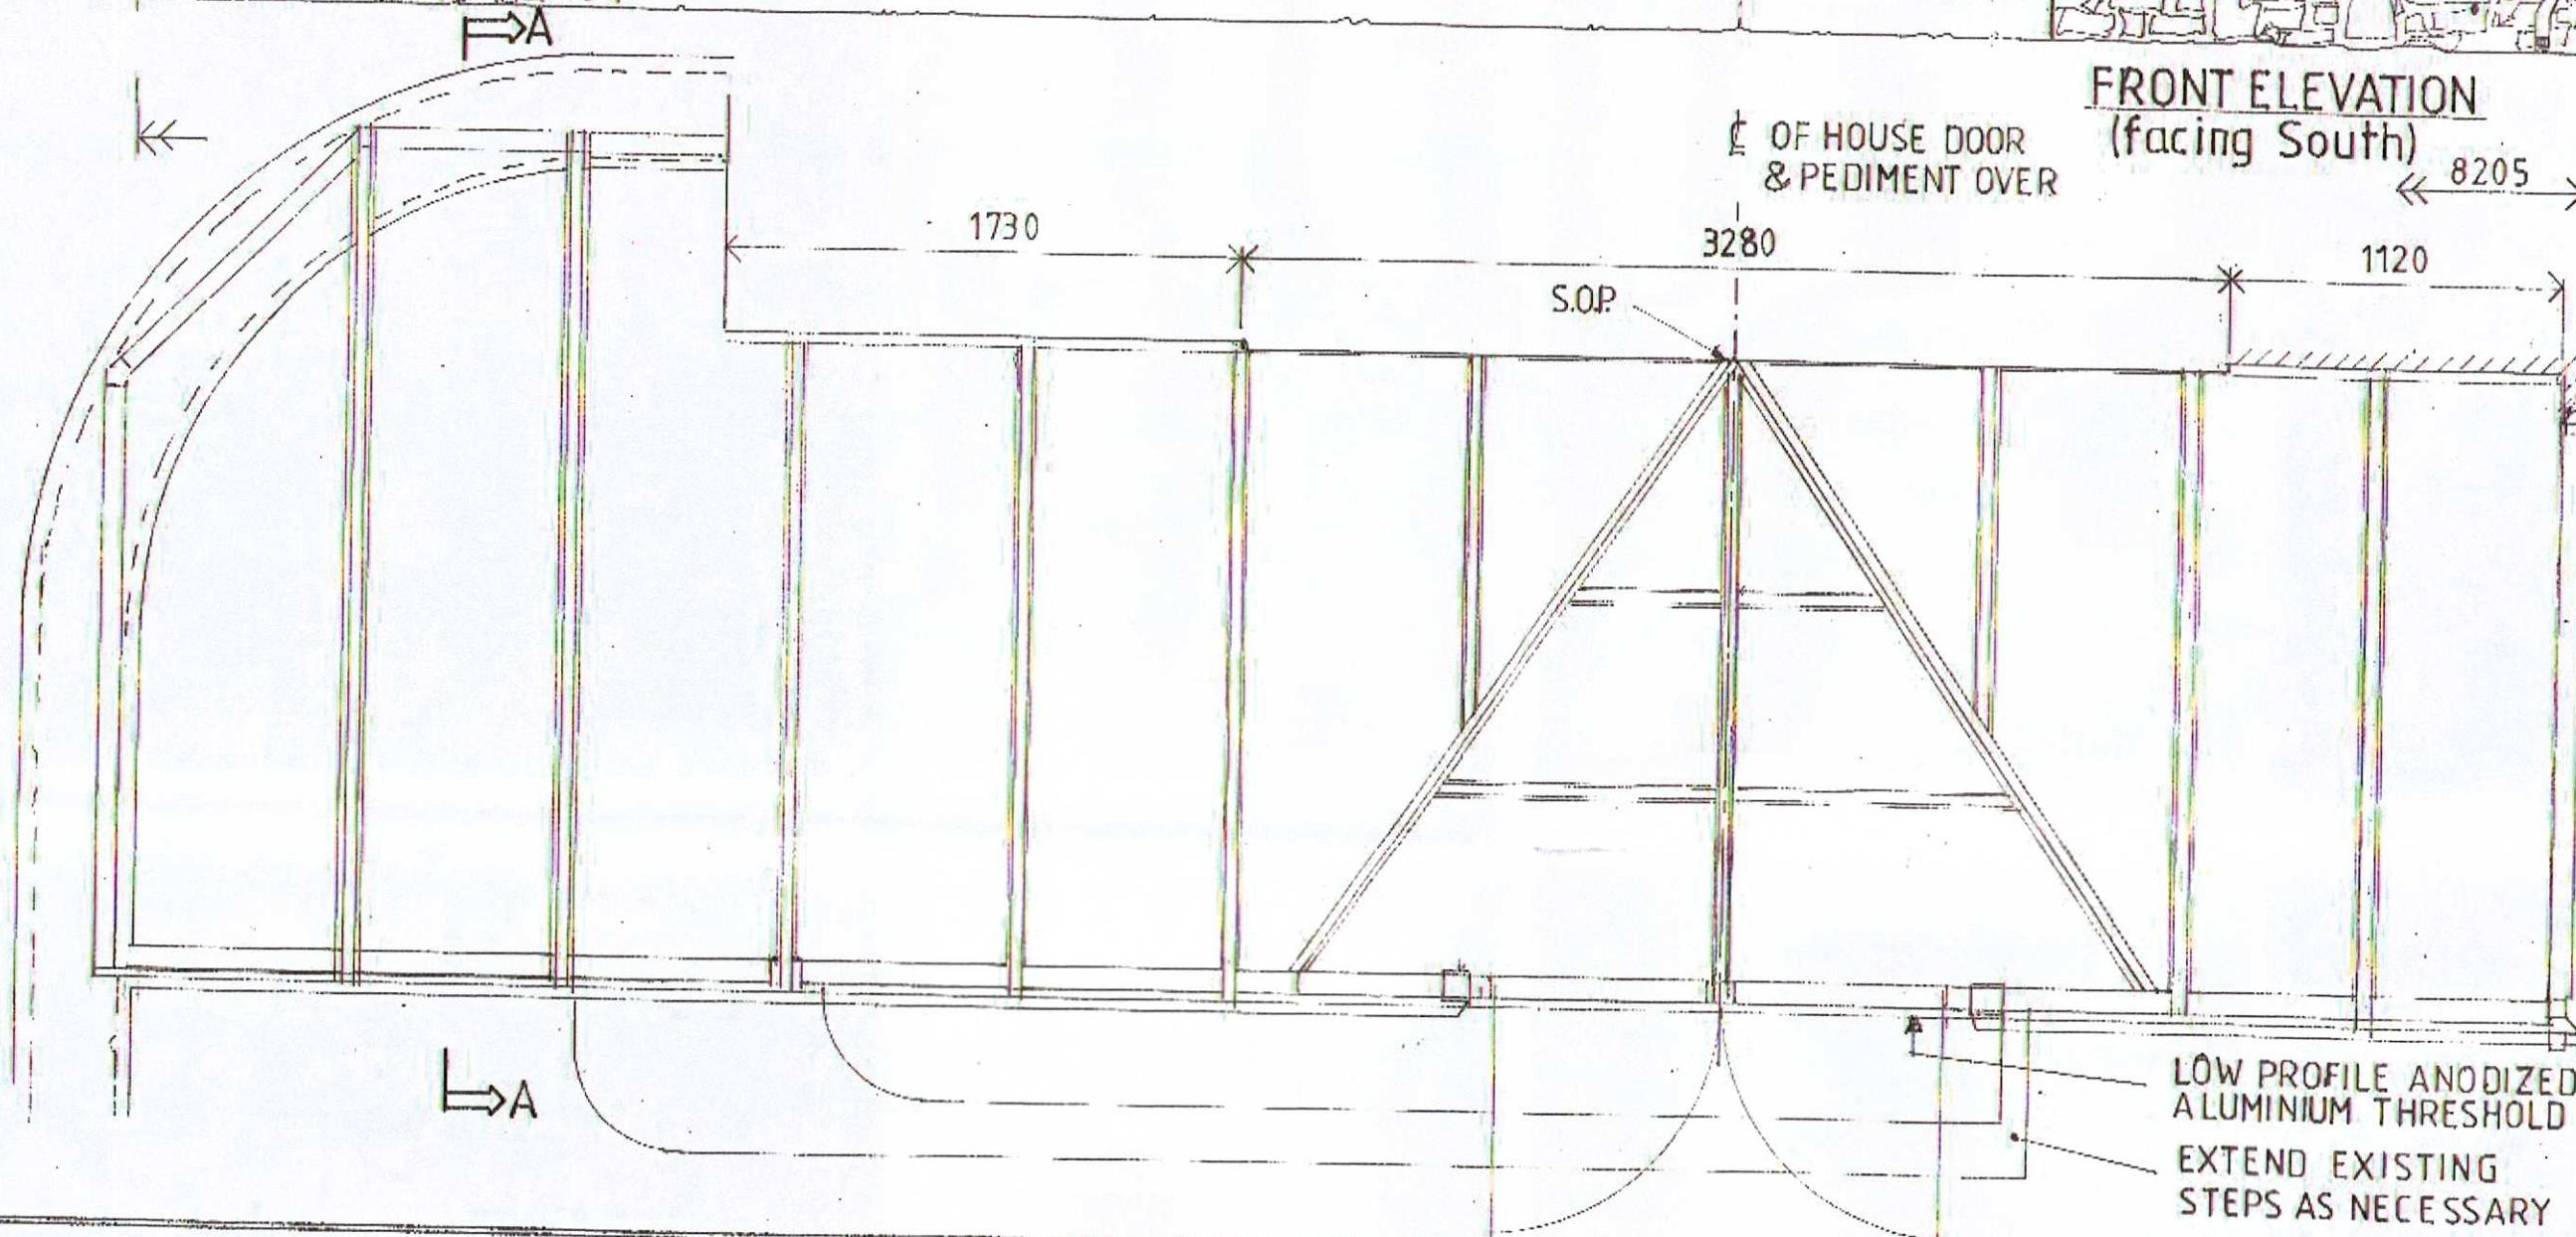 A
FRONT ELEVATION
(facing South)
℄ OF HOUSE DOOR
& PEDIMENT OVER
8205
1730
3280
1120
S.O.P.
LOW PROFILE ANODIZED
ALUMINIUM THRESHOLD
A
EXTEND EXISTING
STEPS AS NECESSARY